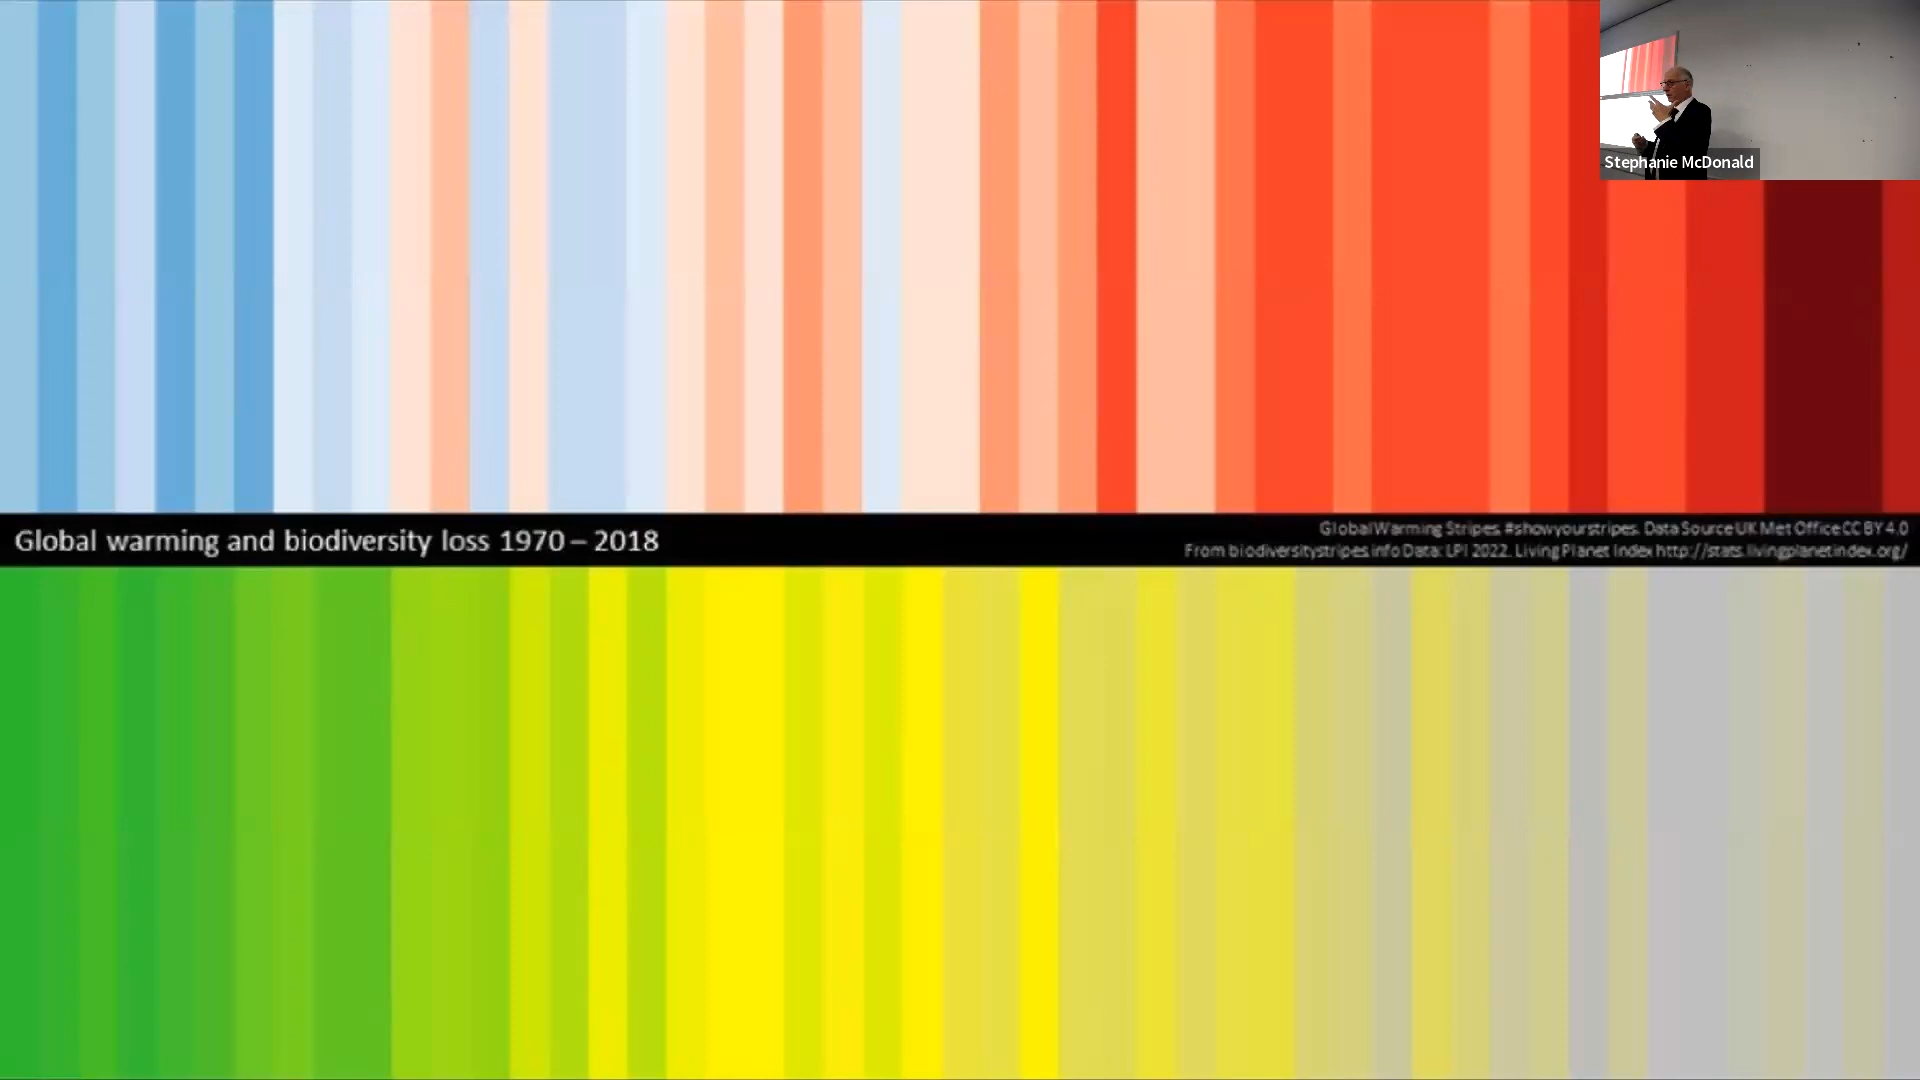 Stephanie McDonald
Global warming and biodiversity loss 1970 – 2018
Global Warming Stripes #showyourstripes. Data Source UK Met Office CC BY 4.0
From biodiversitystripes.info Data: LPI 2022. Living Planet Index http://stats.livingplanetindex.org/